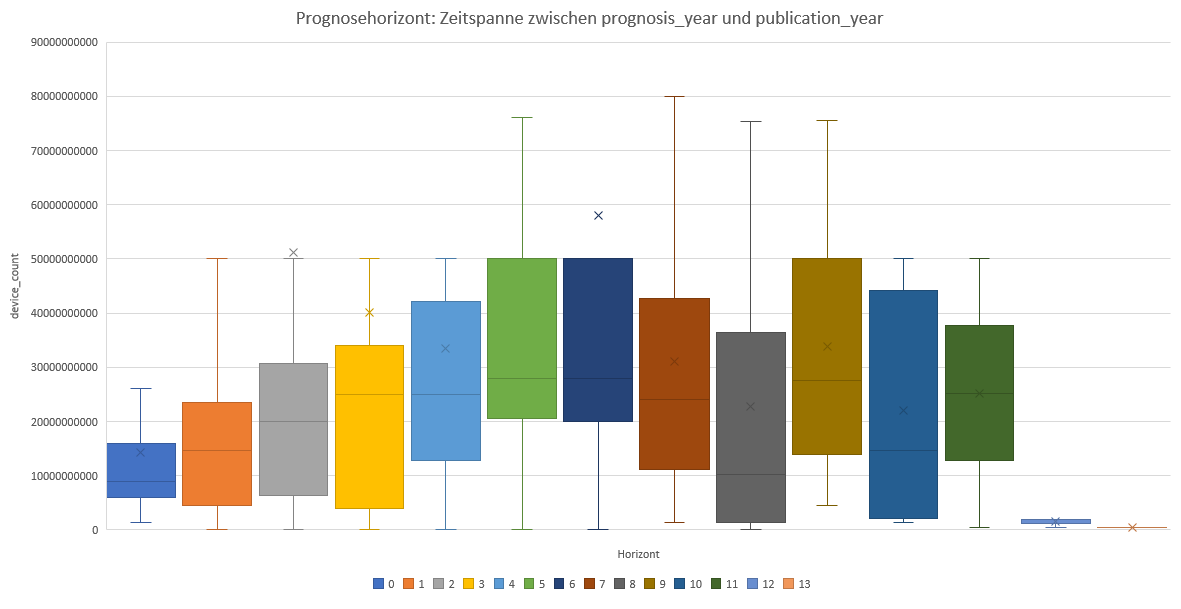 Prognosehorizont: Zeitspanne zwischen prognosis_year und publication_year
90000000000
80000000000
70000000000
60000000000
50000000000
40000000000
30000000000
20000000000
10000000000
0
device_count
Horizont
0 1 2 3 4 5 6 7 8 9 10 11 12 13